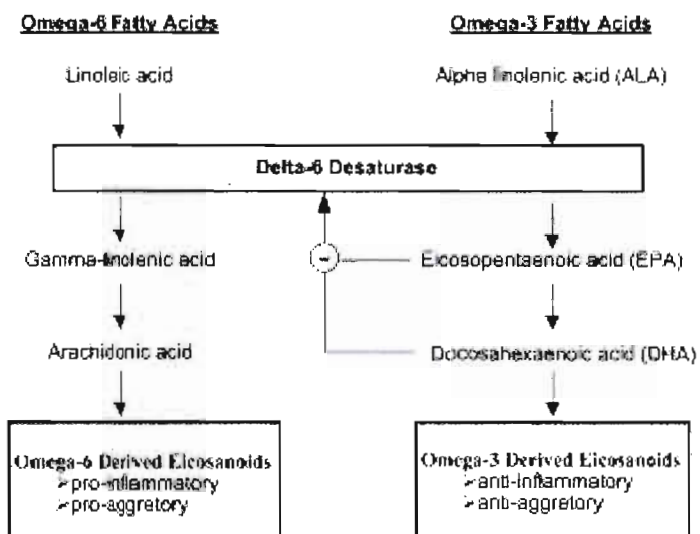 Omega-6 Fatty Acids
Omega-3 Fatty Acids
Linoleic acid
Alpha linolenic acid (ALA)
Delta-6 Desaturase
Gamma-linolenic acid
-
Eicosopentaenoic acid (EPA)
Arachidonic acid
Docosahexaenoic acid (DHA)
Omega-6 Derived Eicosanoids
➢pro-inflammatory
➢pro-aggretory
Omega-3 Derived Eicosanoids
➢anti-inflammatory
➢anti-aggretory